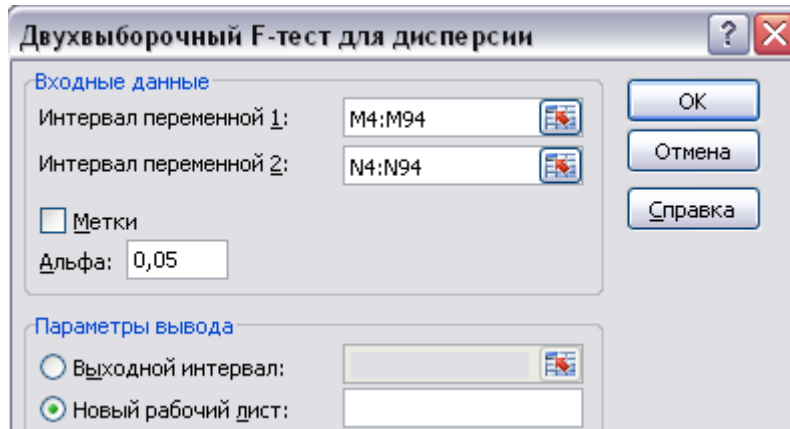 Двухвыборочный F-тест для дисперсии ?
Входные данные
Интервал переменной 1: M4:M94 ОК
Интервал переменной 2: N4:N94 Отмена
Метки Справка
Альфа: 0,05
Параметры вывода
Выходной интервал:
Новый рабочий лист: